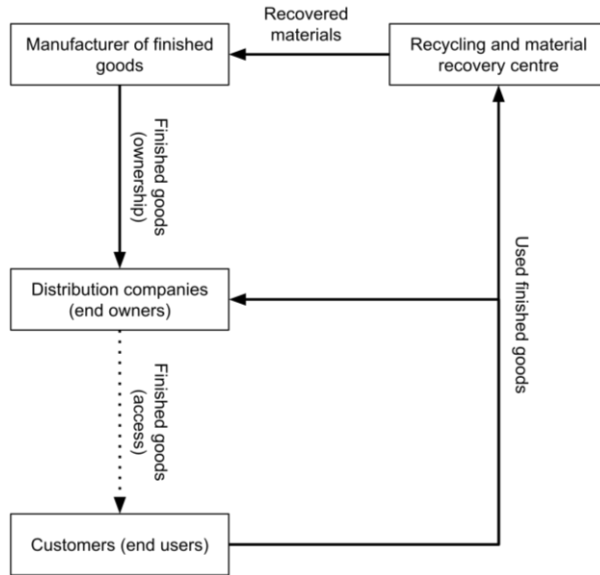 Recovered
materials
Manufacturer of finished
goods
Recycling and material
recovery centre
Finished goods
(ownership)
Distribution companies
(end owners)
Used finished goods
Finished goods
(access)
Customers (end users)